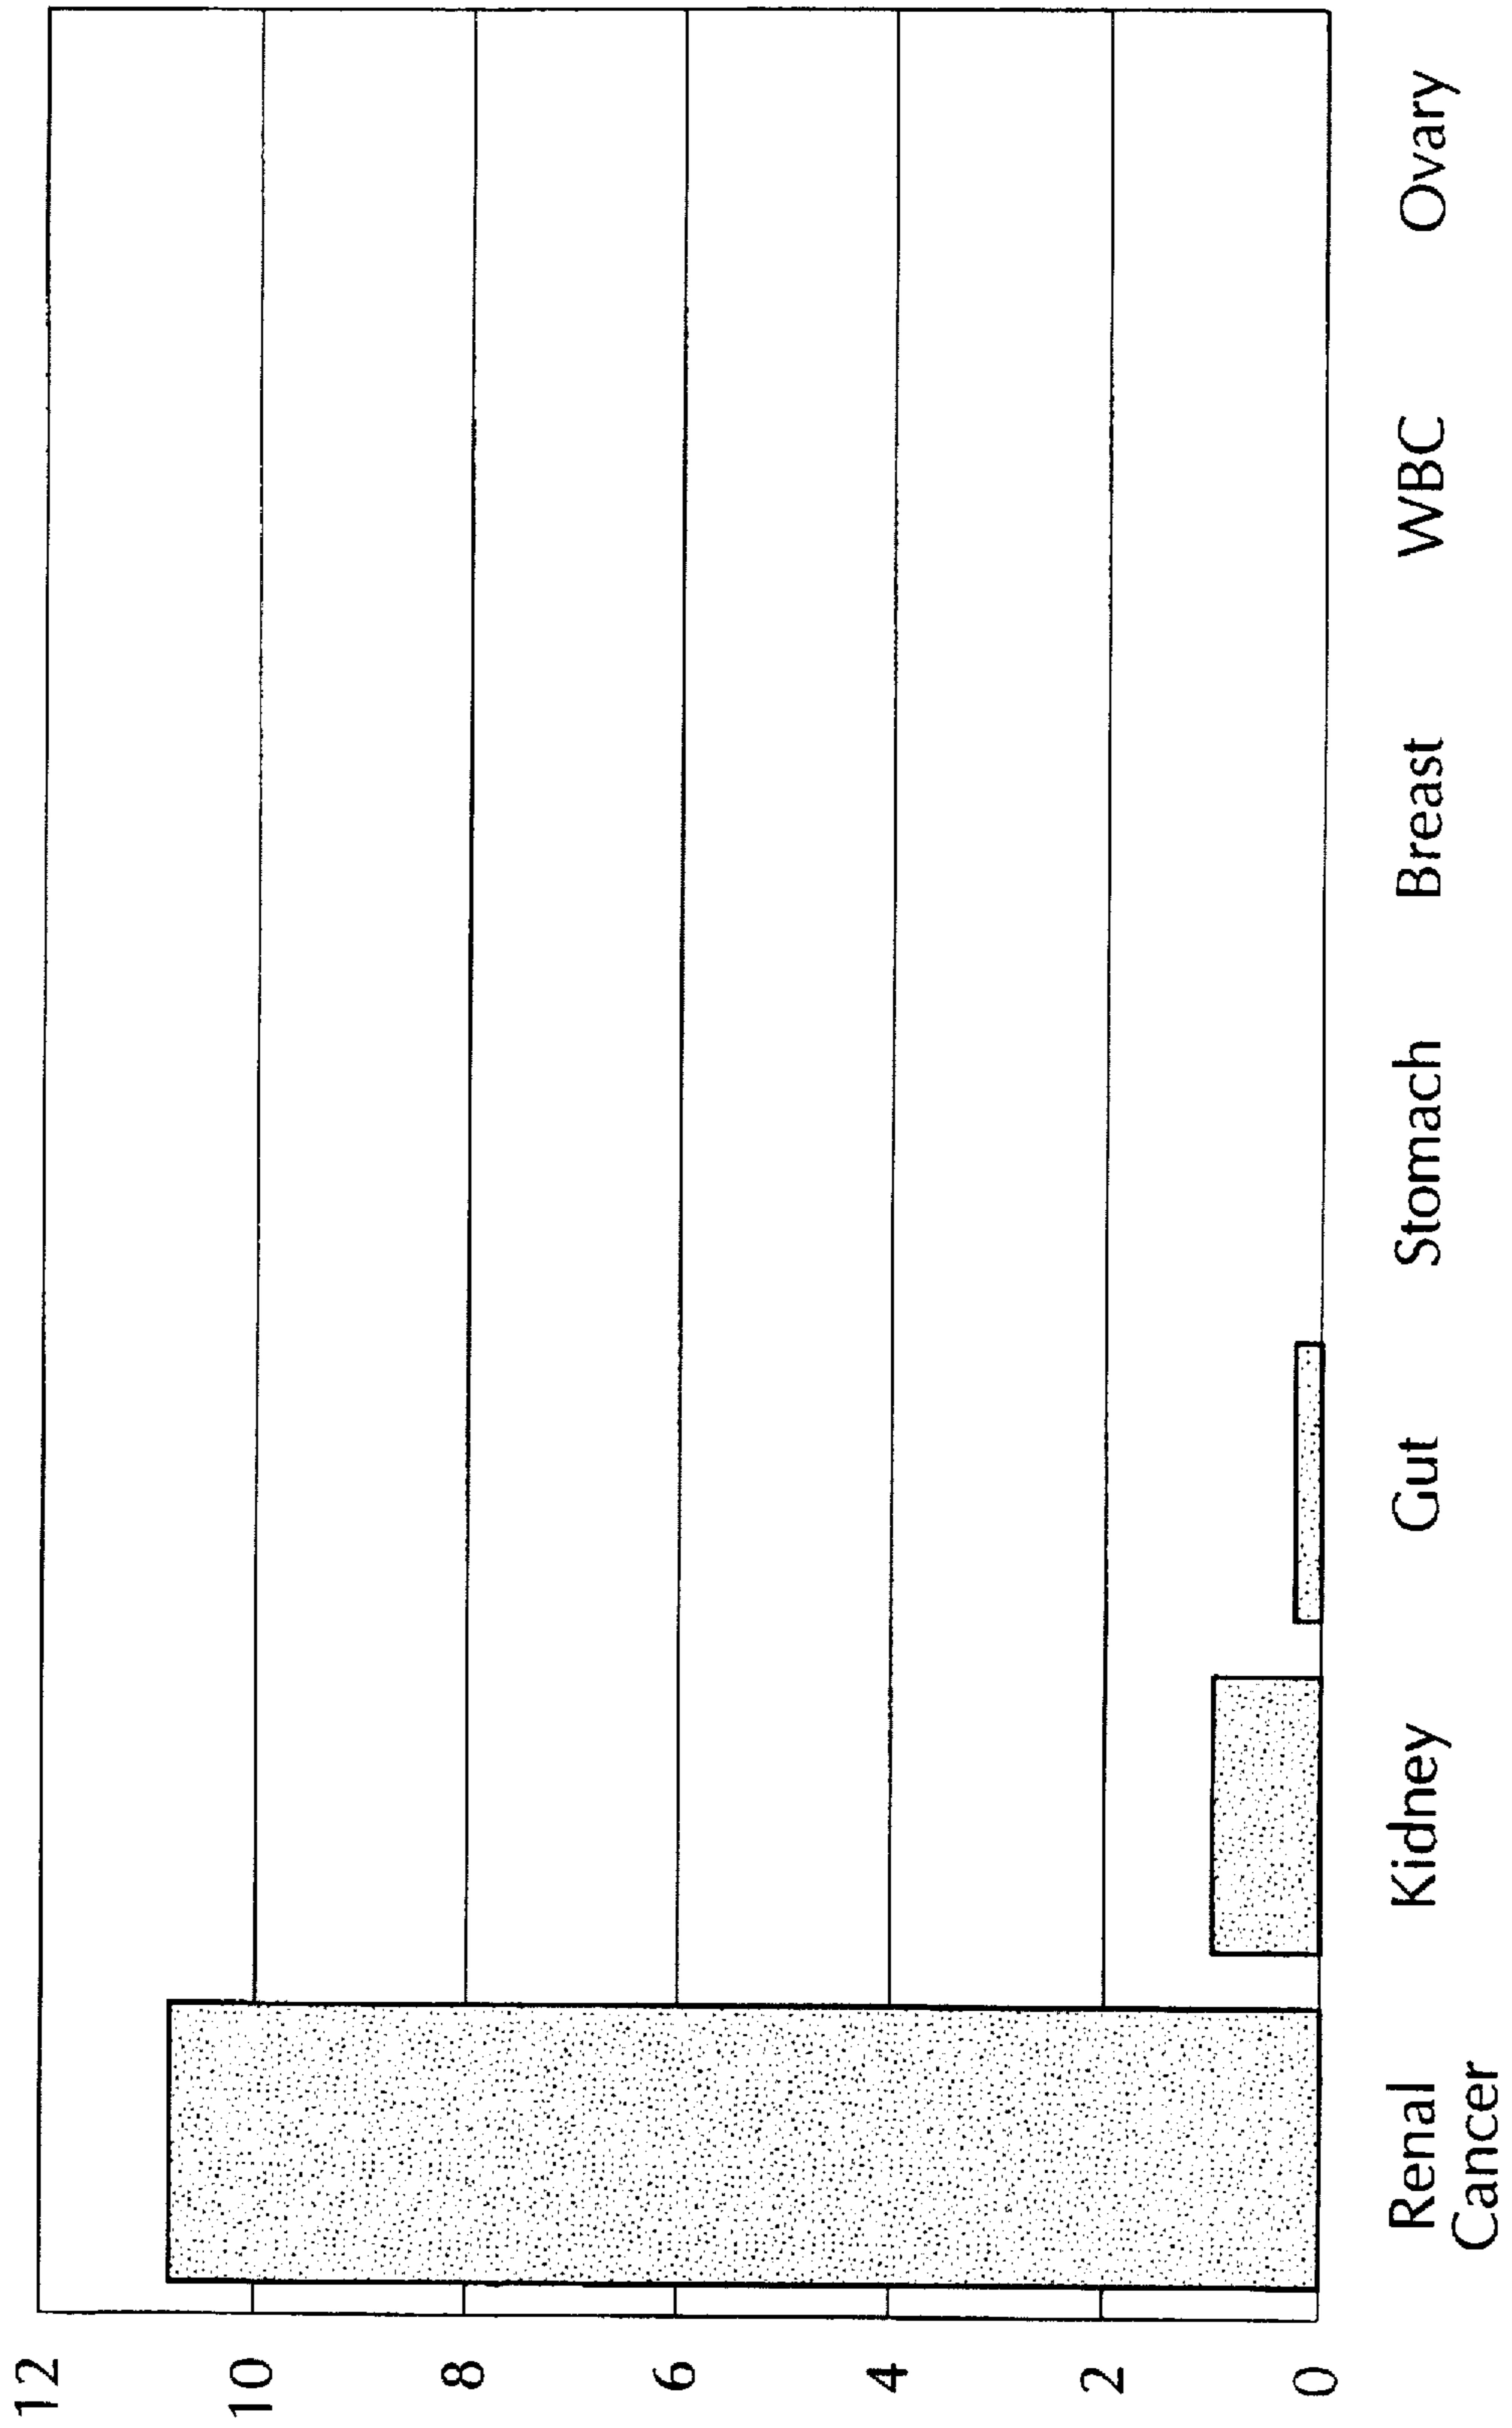 12
10
8
6
4
2
0
Renal
Cancer
Kidney
Gut
Stomach
Breast
WBC
Ovary